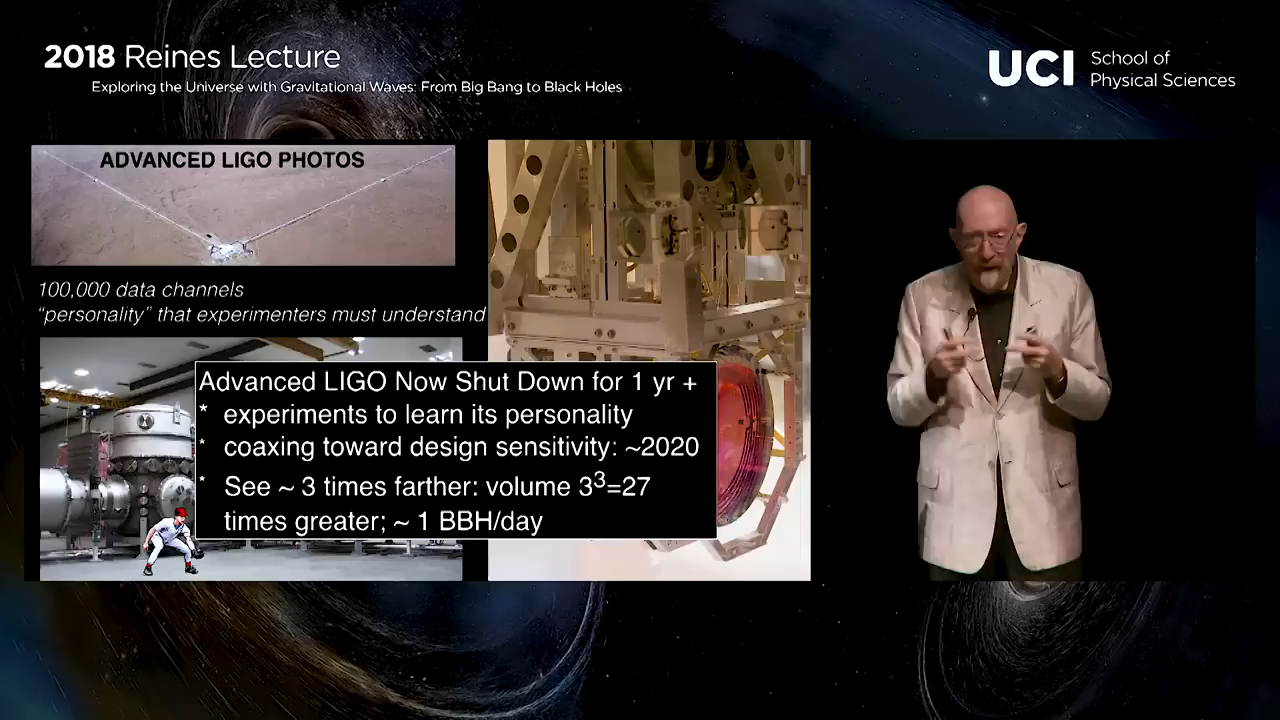 2018 Reines Lecture
Exploring the Universe with Gravitational Waves: From Big Bang to Black Holes
UCI School of
Physical Sciences
ADVANCED LIGO PHOTOS
100,000 data channels
“personality” that experimenters must understand
Advanced LIGO Now Shut Down for 1 yr +
* experiments to learn its personality
* coaxing toward design sensitivity: ~2020
* See ~ 3 times farther: volume 3³=27
times greater; ~ 1 BBH/day